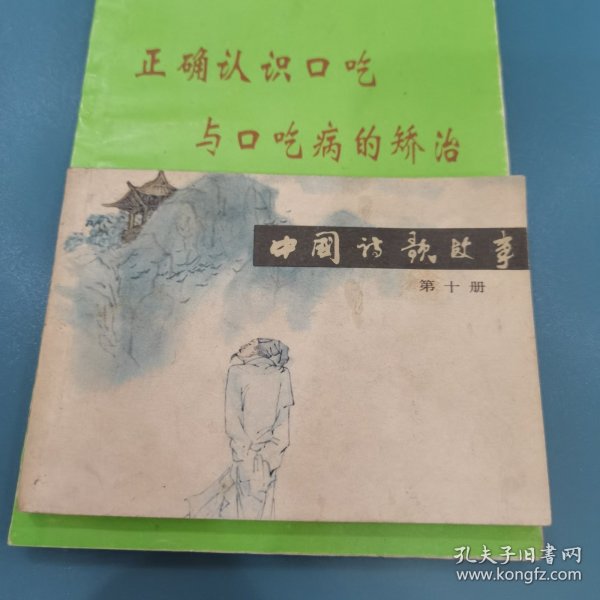 正确认识口吃
与口吃病的矫治
中國诗歌故事
第十册
孔夫子旧书网
www.kongfz.com